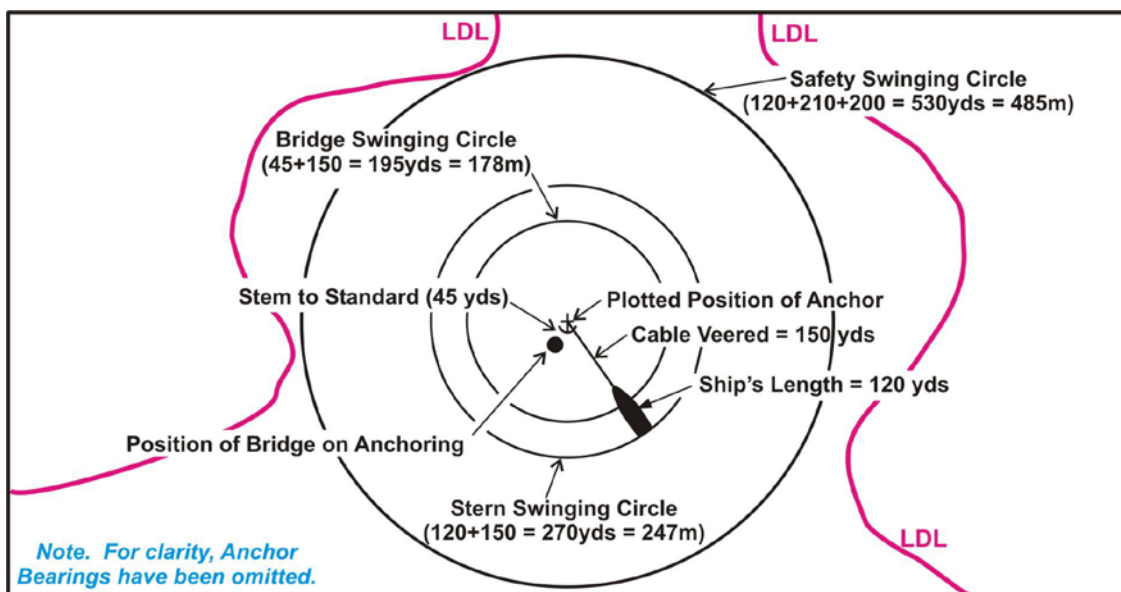 LDL
LDL
Safety Swinging Circle
(120+210+200 = 530yds = 485m)
Bridge Swinging Circle
(45+150 = 195yds = 178m)
Stem to Standard (45 yds)
Plotted Position of Anchor
Cable Veered = 150 yds
Ship's Length = 120 yds
Position of Bridge on Anchoring
Stern Swinging Circle
(120+150 = 270yds = 247m)
LDL
Note. For clarity, Anchor
Bearings have been omitted.